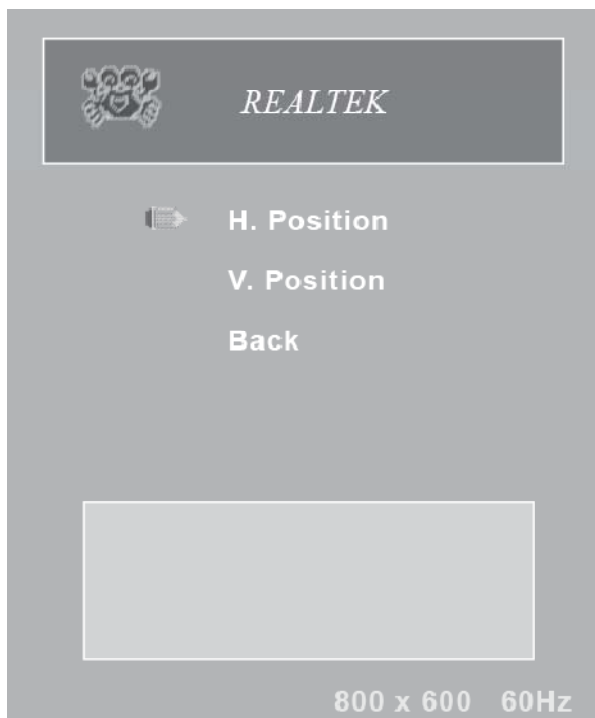 REALTEK
H. Position
V. Position
Back
800 x 600 60Hz